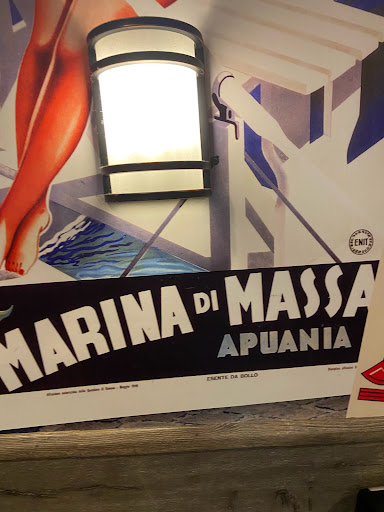 ENIT
MARINA DI MASSA
APUANIA
ESENTE DA BOLLO